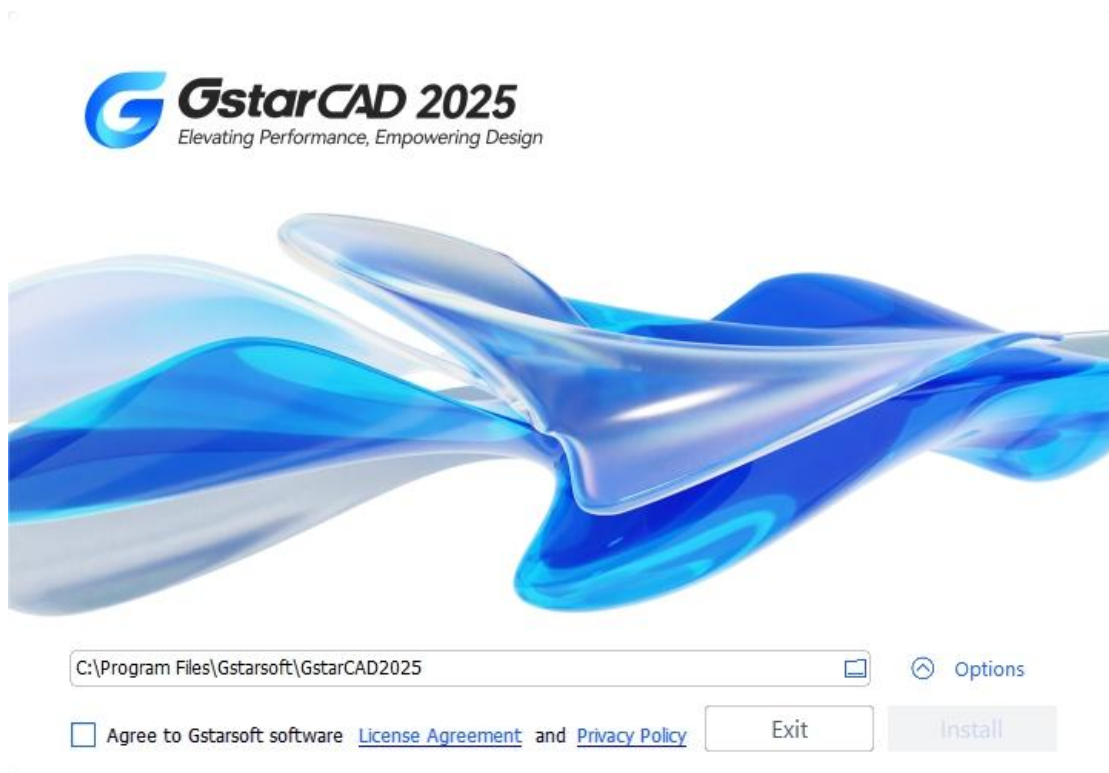 GstarCAD 2025
Elevating Performance, Empowering Design
C:\Program Files\Gstarsoft\GstarCAD2025
Options
Agree to Gstarsoft software License Agreement and Privacy Policy
Exit
Install